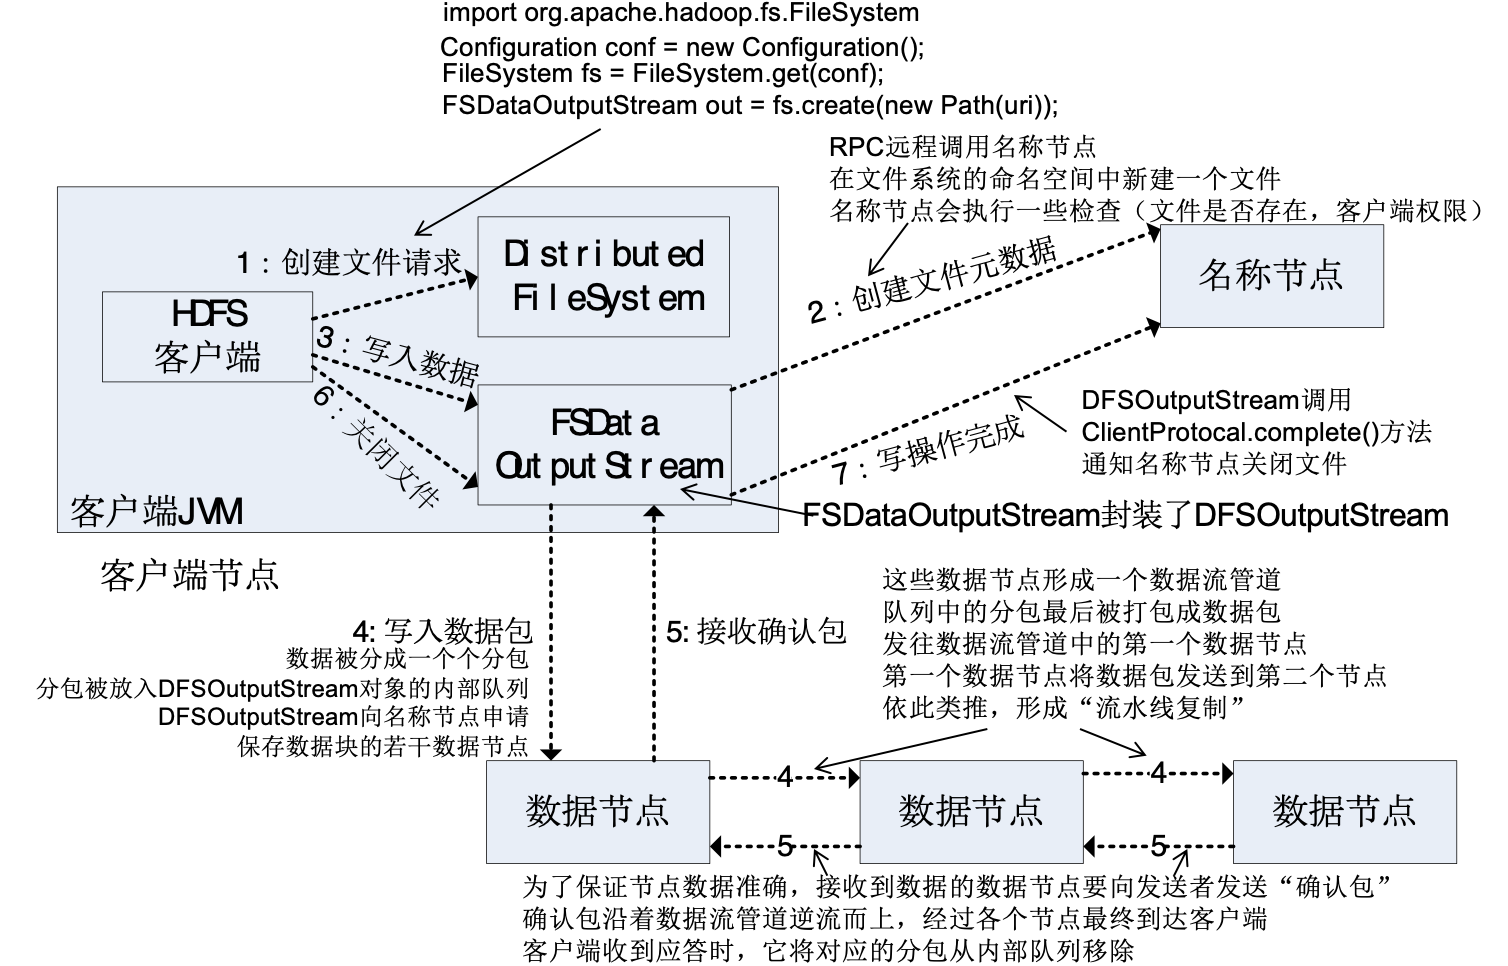 import org.apache.hadoop.fs.FileSystem
Configuration conf = new Configuration();
FileSystem fs = FileSystem.get(conf);
FSDataOutputStream out = fs.create(new Path(uri));
RPC远程调用名称节点
在文件系统的命名空间中新建一个文件
名称节点会执行一些检查（文件是否存在，客户端权限）
1：创建文件请求
Distributed
FileSystem
2：创建文件元数据
名称节点
HDFS
客户端
3：写入数据
6：关闭文件
FSData
OutputStream
7：写操作完成
DFSOutputStream调用
ClientProtocal.complete()方法
通知名称节点关闭文件
客户端JVM
FSDataOutputStream封装了DFSOutputStream
客户端节点
4: 写入数据包
数据被分成一个个分包
分包被放入DFSOutputStream对象的内部队列
DFSOutputStream向名称节点申请
保存数据块的若干数据节点
5: 接收确认包
这些数据节点形成一个数据流管道
队列中的分包最后被打包成数据包
发往数据流管道中的第一个数据节点
第一个数据节点将数据包发送到第二个节点
依此类推，形成“流水线复制”
数据节点
4
5
数据节点
4
5
数据节点
为了保证节点数据准确，接收到数据的数据节点要向发送者发送“确认包”
确认包沿着数据流管道逆流而上，经过各个节点最终到达客户端
客户端收到应答时，它将对应的分包从内部队列移除